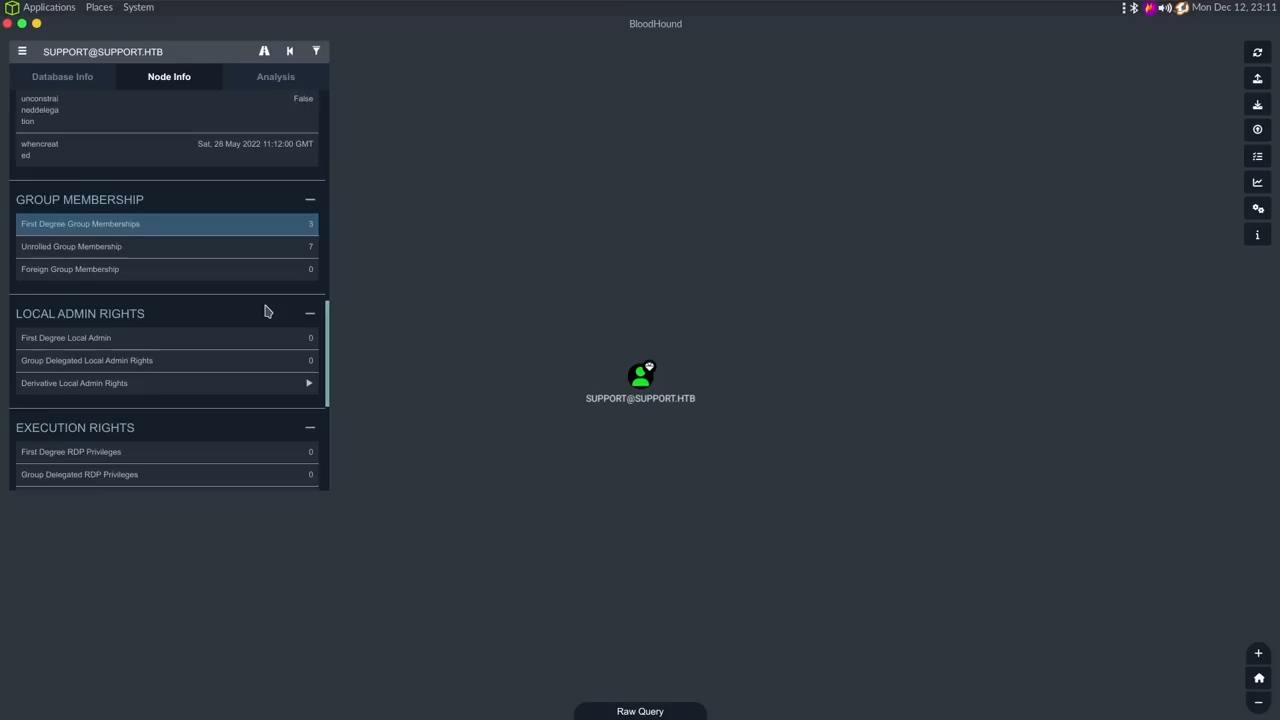 Applications Places System
Mon Dec 12, 23:11
BloodHound
SUPPORT@SUPPORT.HTB
Database Info Node Info Analysis
unconstrai
neddelega
tion
False
whencreat
ed
Sat, 28 May 2022 11:12:00 GMT
GROUP MEMBERSHIP
First Degree Group Memberships 3
Unrolled Group Membership 7
Foreign Group Membership 0
LOCAL ADMIN RIGHTS
First Degree Local Admin 0
Group Delegated Local Admin Rights 0
Derivative Local Admin Rights
EXECUTION RIGHTS
First Degree RDP Privileges 0
Group Delegated RDP Privileges 0
SUPPORT@SUPPORT.HTB
Raw Query